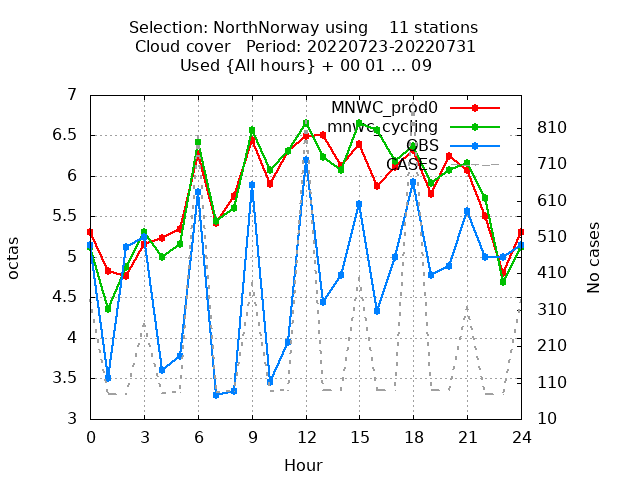 Selection: NorthNorway using    11 stations
Cloud cover   Period: 20220723-20220731
Used {All hours} + 00 01 ... 09
MNWC_prod0
mnwc_cycling
OBS
CASES
7
6.5
6
5.5
5
4.5
4
3.5
3
octas
810
710
610
510
410
310
210
110
10
No cases
0 3 6 9 12 15 18 21 24
Hour